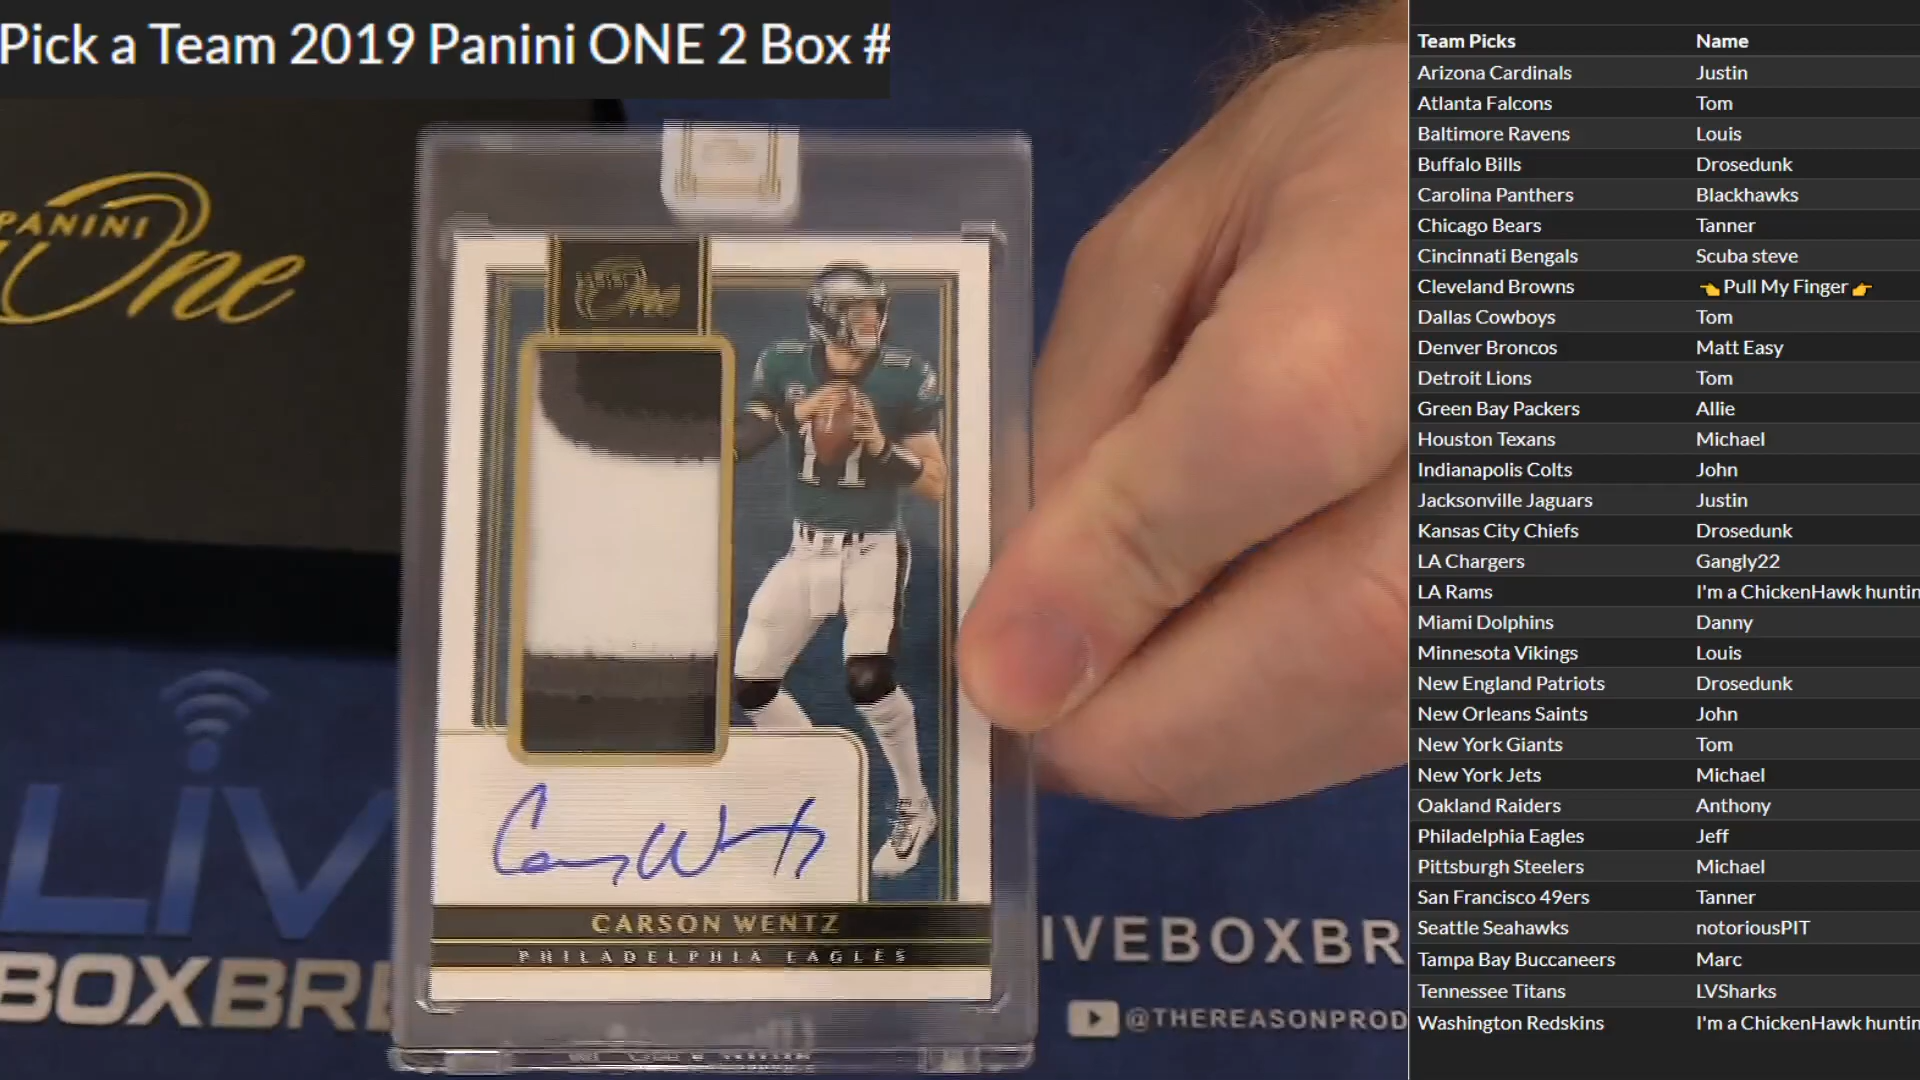 Pick a Team 2019 Panini ONE 2 Box #
PANINI
One
One
Carson Wentz
11
CARSON WENTZ
PHILADELPHIA EAGLES
LIV
BOXBRE
IVEBOXBR
@THEREASONPROD
Team Picks Name
Arizona Cardinals Justin
Atlanta Falcons Tom
Baltimore Ravens Louis
Buffalo Bills Drosedunk
Carolina Panthers Blackhawks
Chicago Bears Tanner
Cincinnati Bengals Scuba steve
Cleveland Browns 👈 Pull My Finger 👉
Dallas Cowboys Tom
Denver Broncos Matt Easy
Detroit Lions Tom
Green Bay Packers Allie
Houston Texans Michael
Indianapolis Colts John
Jacksonville Jaguars Justin
Kansas City Chiefs Drosedunk
LA Chargers Gangly22
LA Rams I'm a ChickenHawk huntin
Miami Dolphins Danny
Minnesota Vikings Louis
New England Patriots Drosedunk
New Orleans Saints John
New York Giants Tom
New York Jets Michael
Oakland Raiders Anthony
Philadelphia Eagles Jeff
Pittsburgh Steelers Michael
San Francisco 49ers Tanner
Seattle Seahawks notoriousPIT
Tampa Bay Buccaneers Marc
Tennessee Titans LVSharks
Washington Redskins I'm a ChickenHawk huntin